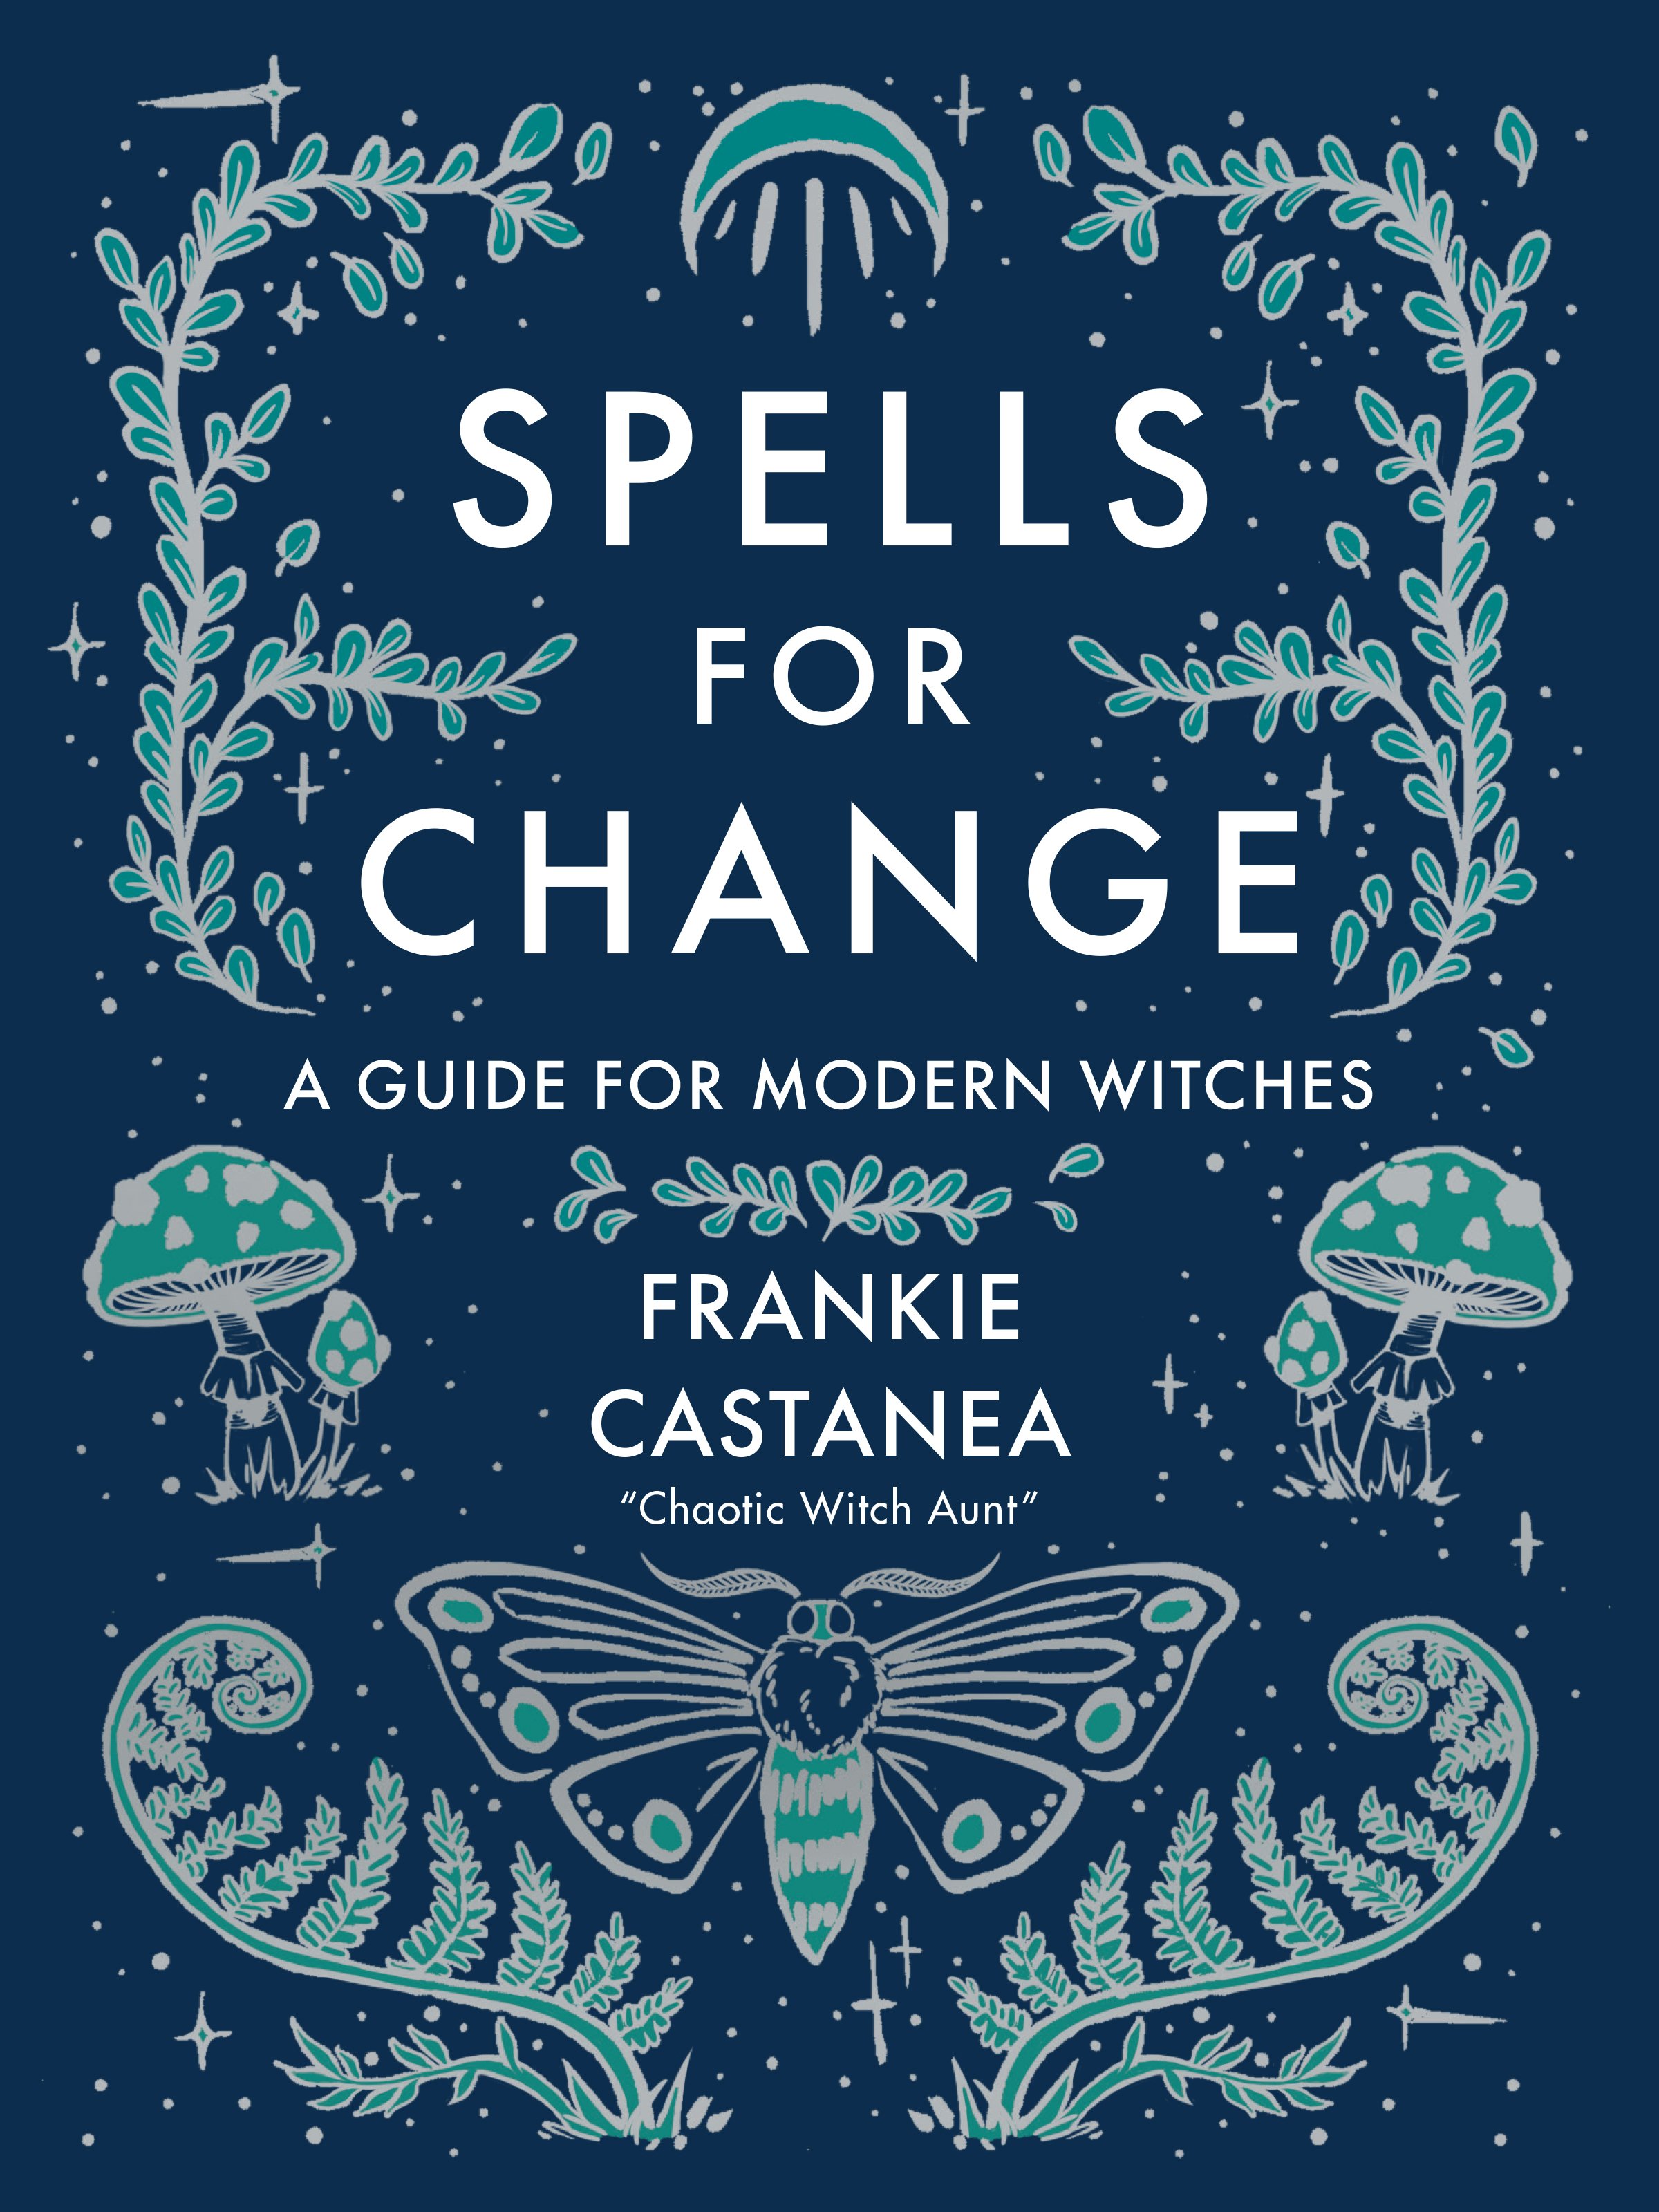 SPELLS
FOR
CHANGE
A GUIDE FOR MODERN WITCHES
FRANKIE
CASTANEA
“Chaotic Witch Aunt”